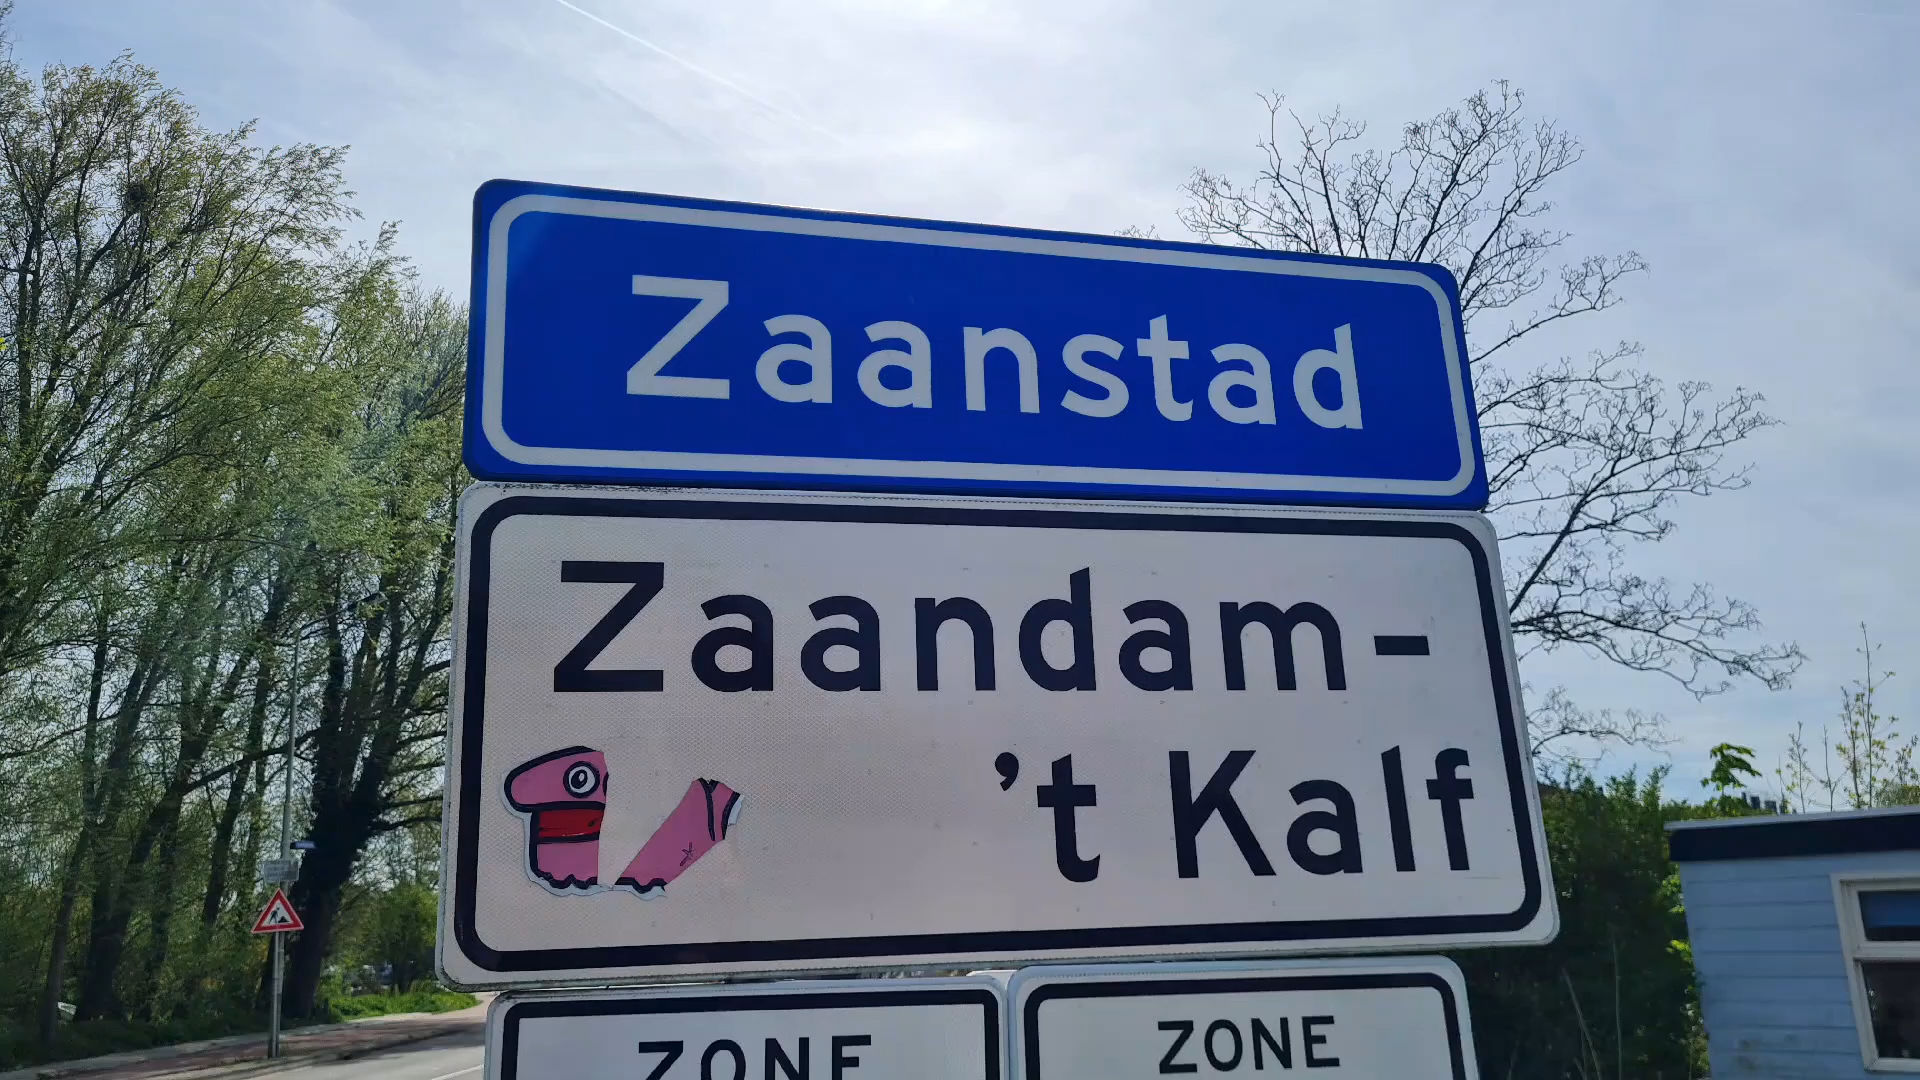 Zaanstad
Zaandam-
't Kalf
ZONE
ZONE